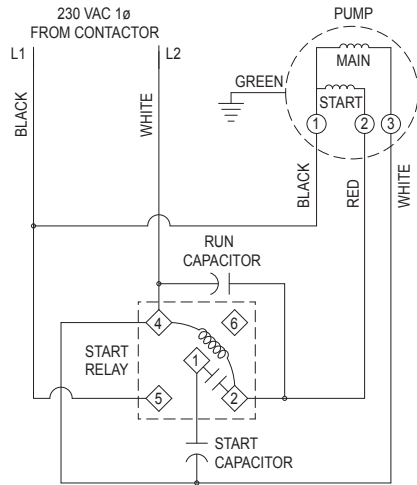 230 VAC 1ø
FROM CONTACTOR
L1
L2
BLACK
WHITE
PUMP
MAIN
START
GREEN
1
2
3
BLACK
RED
WHITE
RUN
CAPACITOR
START
RELAY
4
6
1
5
2
START
CAPACITOR